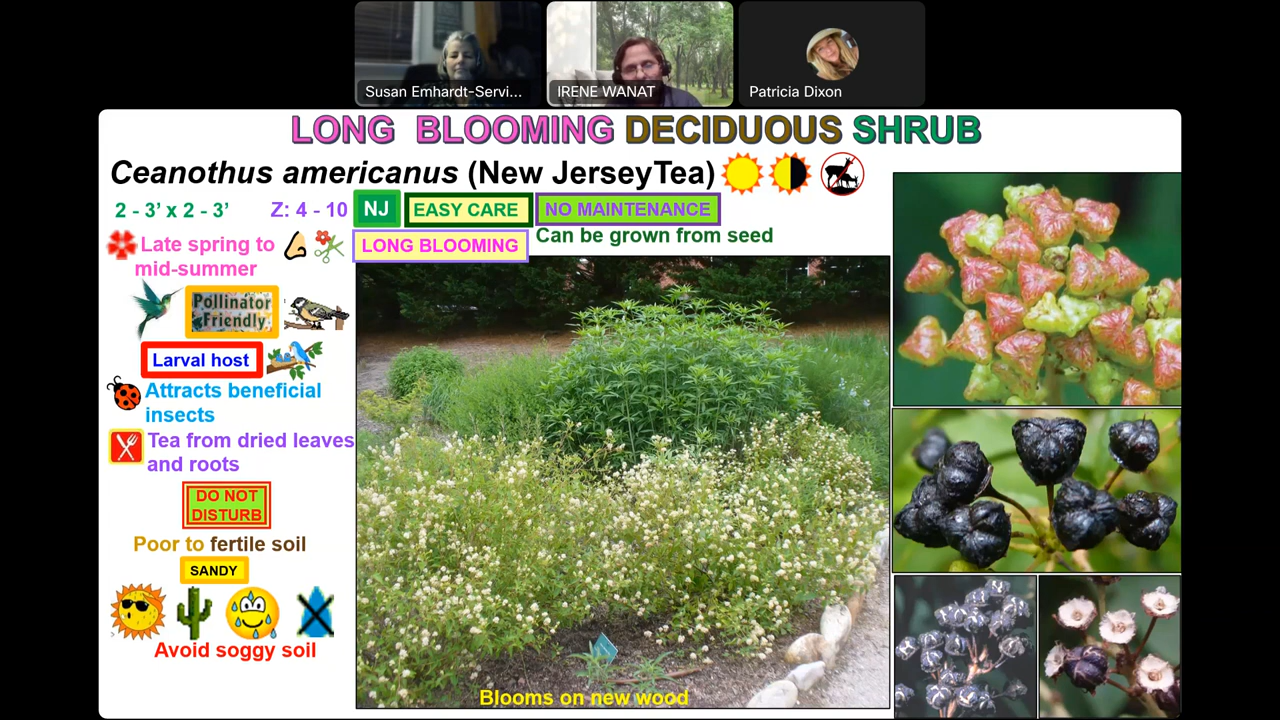 Susan Emhardt-Servi...
IRENE WANAT
Patricia Dixon
LONG BLOOMING DECIDUOUS SHRUB
Ceanothus americanus (New JerseyTea)
2 - 3' x 2 - 3'
Z: 4 - 10
NJ
EASY CARE
NO MAINTENANCE
Late spring to
mid-summer
LONG BLOOMING
Can be grown from seed
Pollinator
Friendly
Larval host
Attracts beneficial
insects
Tea from dried leaves
and roots
DO NOT
DISTURB
Poor to fertile soil
SANDY
Avoid soggy soil
Blooms on new wood